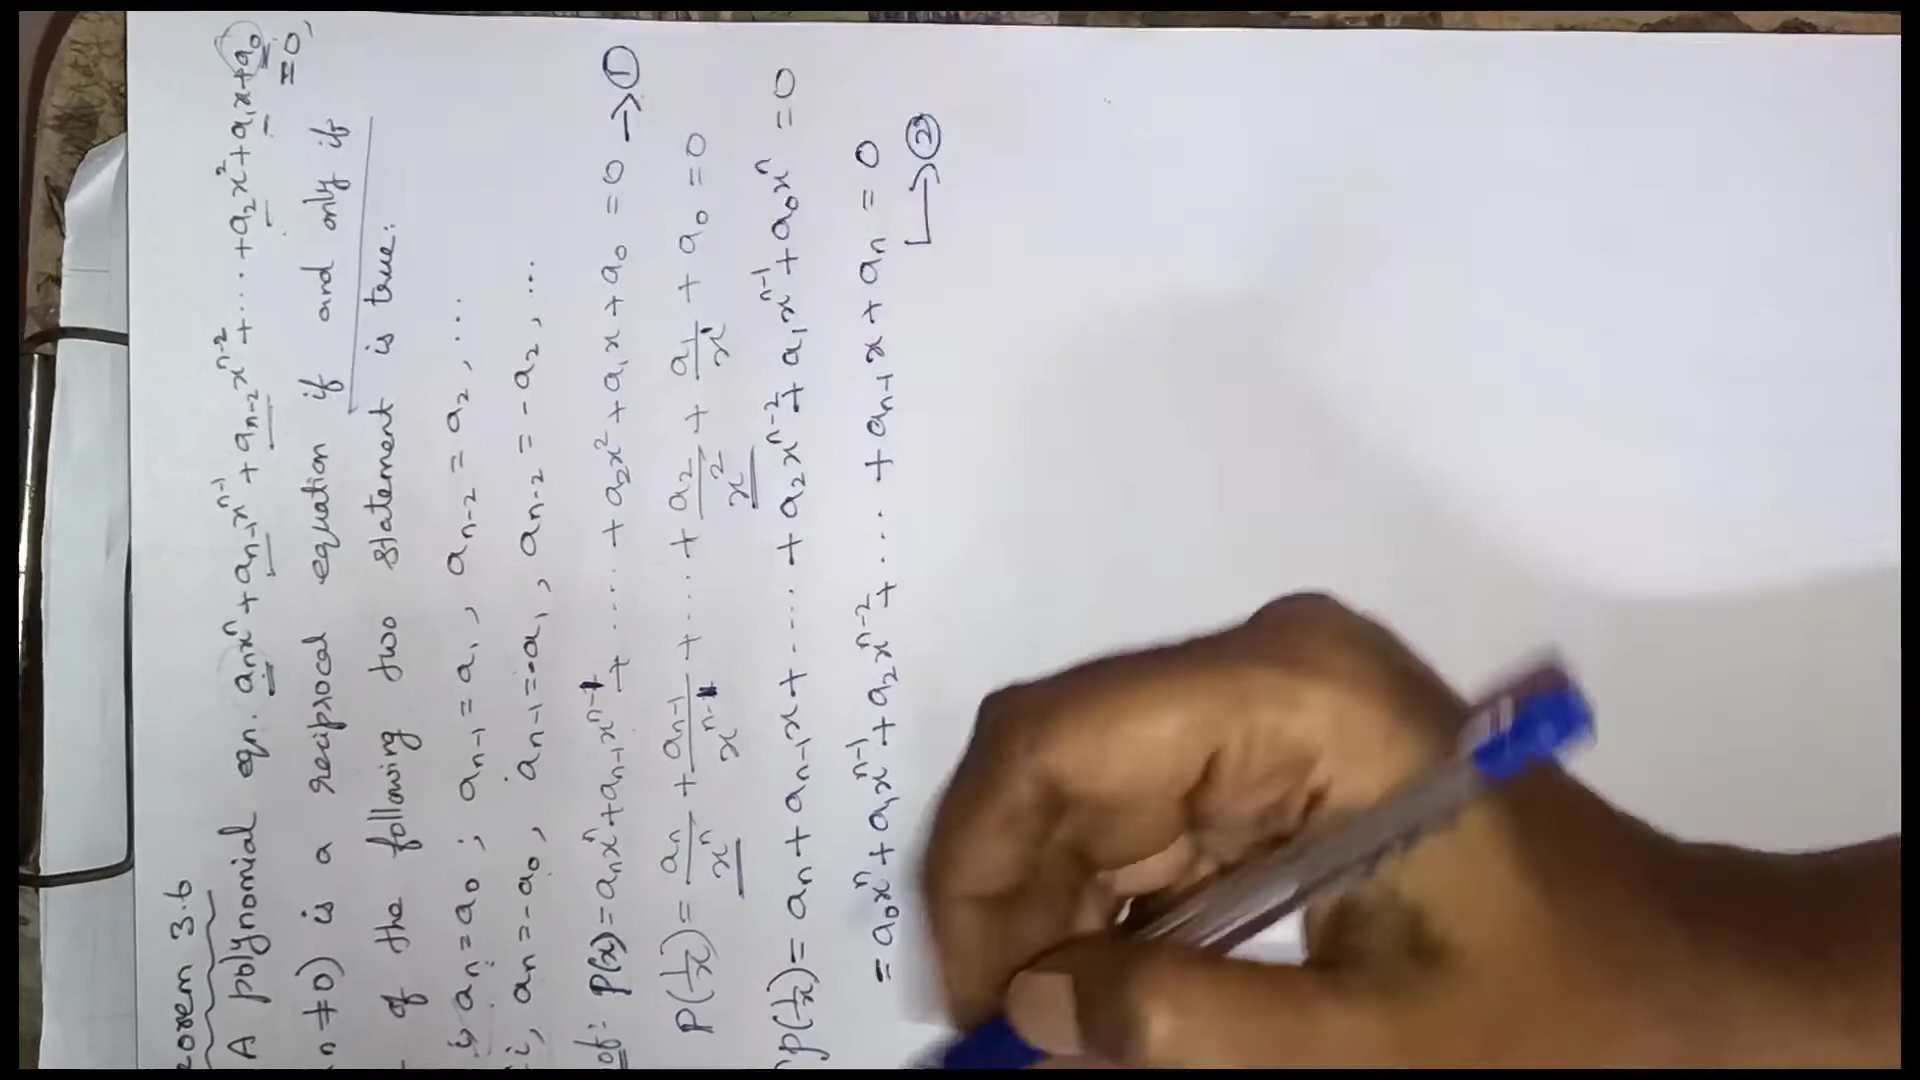 eorem 3.6
A polynomial eqn. aₙxⁿ + aₙ₋₁xⁿ⁻¹ + aₙ₋₂xⁿ⁻² + ... + a₂x² + a₁x + a₀ = 0,
n ≠ 0) is a reciprocal equation if and only if
of the following two statement is true.
i, aₙ = a₀ ; aₙ₋₁ = a₁ , aₙ₋₂ = a₂ , ...
i, aₙ = -a₀ , aₙ₋₁ = -a₁ , aₙ₋₂ = -a₂ , ...
of: P(x) = aₙxⁿ + aₙ₋₁xⁿ⁻¹ + .... + a₂x² + a₁x + a₀ = 0 → ①
P(1/x) = aₙ/xⁿ + aₙ₋₁/xⁿ⁻¹ + ... + a₂/x² + a₁/x + a₀ = 0
P(1/x) = aₙ + aₙ₋₁x + .... + a₂xⁿ⁻² + a₁xⁿ⁻¹ + a₀xⁿ = 0
= a₀xⁿ + a₁xⁿ⁻¹ + a₂xⁿ⁻² + ... + aₙ₋₁x + aₙ = 0
→ ②